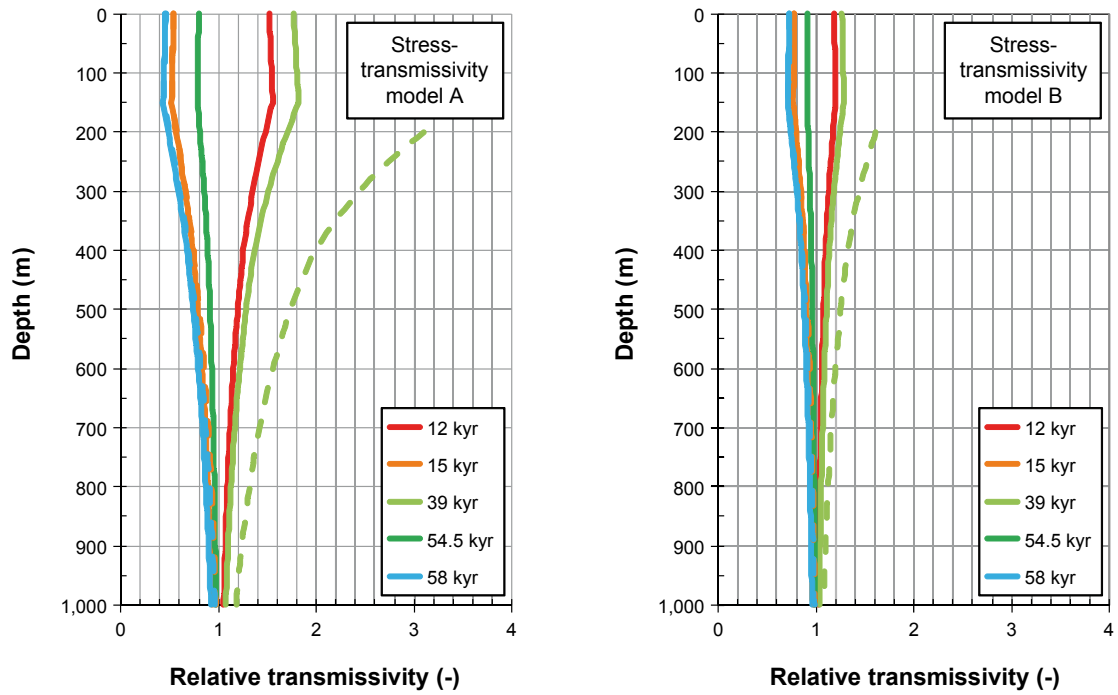 Stress-
transmissivity
model A
0
100
200
300
400
500
600
700
800
900
1,000
Depth (m)
12 kyr
15 kyr
39 kyr
54.5 kyr
58 kyr
0
1
2
3
4
Relative transmissivity (-)
Stress-
transmissivity
model B
0
100
200
300
400
500
600
700
800
900
1,000
Depth (m)
12 kyr
15 kyr
39 kyr
54.5 kyr
58 kyr
0
1
2
3
4
Relative transmissivity (-)